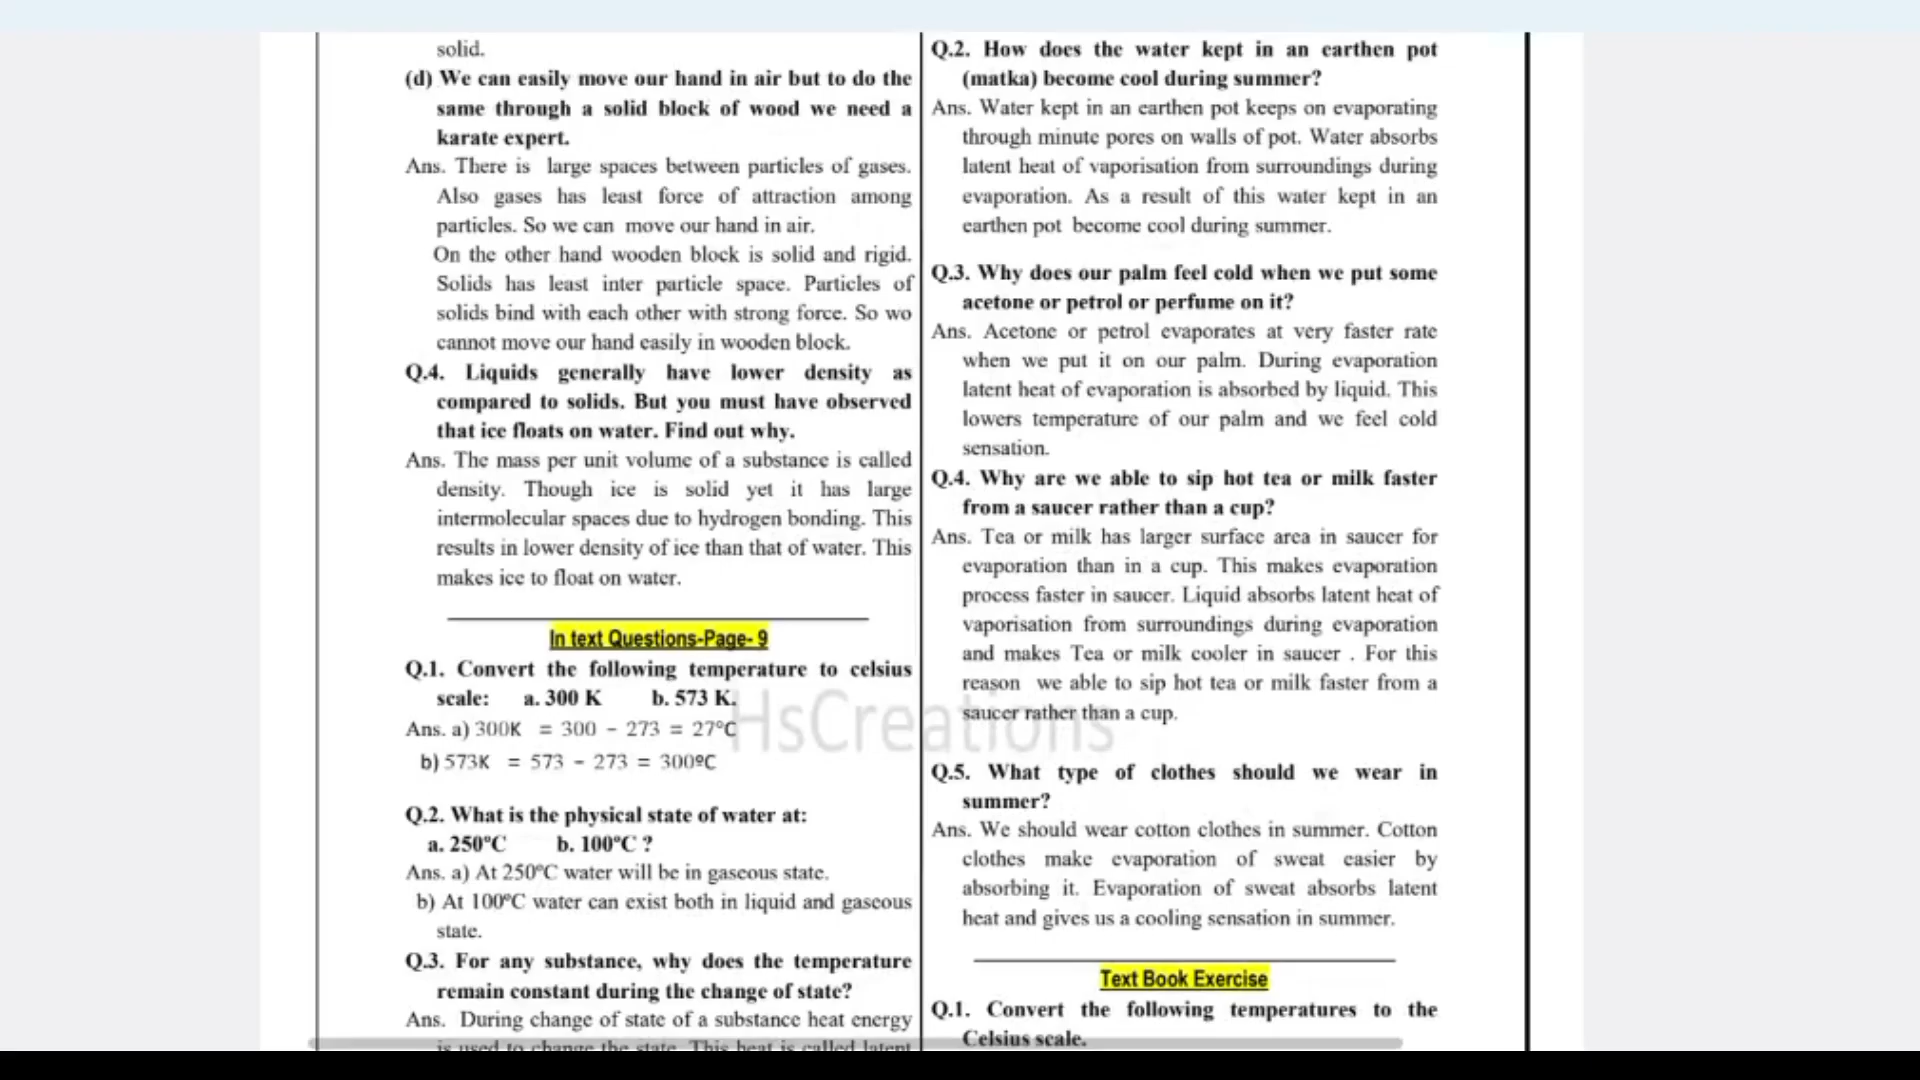 solid.
(d) We can easily move our hand in air but to do the
same through a solid block of wood we need a
karate expert.
Ans. There is large spaces between particles of gases.
Also gases has least force of attraction among
particles. So we can move our hand in air.
On the other hand wooden block is solid and rigid.
Solids has least inter particle space. Particles of
solids bind with each other with strong force. So wo
cannot move our hand easily in wooden block.
Q.4. Liquids generally have lower density as
compared to solids. But you must have observed
that ice floats on water. Find out why.
Ans. The mass per unit volume of a substance is called
density. Though ice is solid yet it has large
intermolecular spaces due to hydrogen bonding. This
results in lower density of ice than that of water. This
makes ice to float on water.
In text Questions-Page- 9
Q.1. Convert the following temperature to celsius
scale: a. 300 K b. 573 K.
Ans. a) 300K = 300 - 273 = 27°C
b) 573K = 573 - 273 = 300ºC
Q.2. What is the physical state of water at:
a. 250ºC b. 100ºC ?
Ans. a) At 250ºC water will be in gaseous state.
b) At 100ºC water can exist both in liquid and gaseous
state.
Q.3. For any substance, why does the temperature
remain constant during the change of state?
Ans. During change of state of a substance heat energy
is used to change the state. This heat is called latent
Q.2. How does the water kept in an earthen pot
(matka) become cool during summer?
Ans. Water kept in an earthen pot keeps on evaporating
through minute pores on walls of pot. Water absorbs
latent heat of vaporisation from surroundings during
evaporation. As a result of this water kept in an
earthen pot become cool during summer.
Q.3. Why does our palm feel cold when we put some
acetone or petrol or perfume on it?
Ans. Acetone or petrol evaporates at very faster rate
when we put it on our palm. During evaporation
latent heat of evaporation is absorbed by liquid. This
lowers temperature of our palm and we feel cold
sensation.
Q.4. Why are we able to sip hot tea or milk faster
from a saucer rather than a cup?
Ans. Tea or milk has larger surface area in saucer for
evaporation than in a cup. This makes evaporation
process faster in saucer. Liquid absorbs latent heat of
vaporisation from surroundings during evaporation
and makes Tea or milk cooler in saucer . For this
reason we able to sip hot tea or milk faster from a
saucer rather than a cup.
HsCreations
Q.5. What type of clothes should we wear in
summer?
Ans. We should wear cotton clothes in summer. Cotton
clothes make evaporation of sweat easier by
absorbing it. Evaporation of sweat absorbs latent
heat and gives us a cooling sensation in summer.
Text Book Exercise
Q.1. Convert the following temperatures to the
Celsius scale.